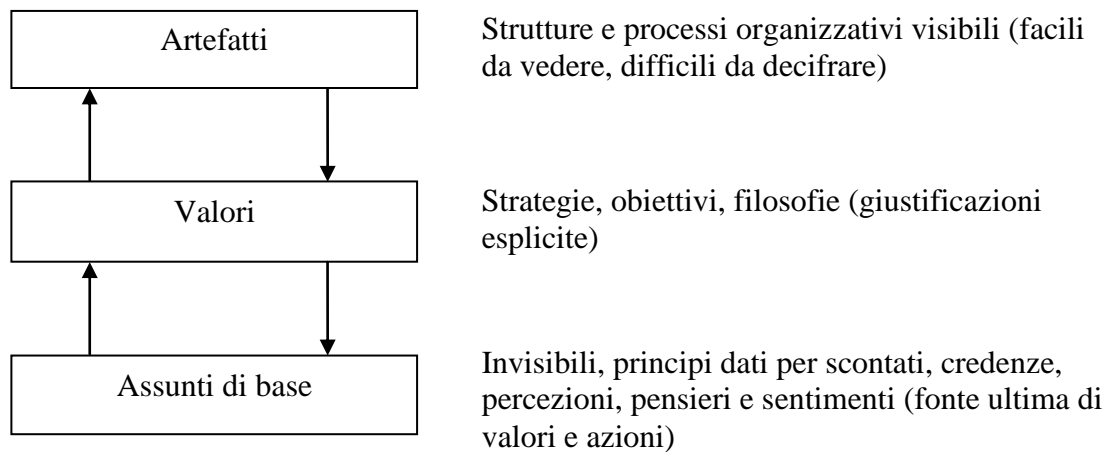 Artefatti
Strutture e processi organizzativi visibili (facili
da vedere, difficili da decifrare)
Valori
Strategie, obiettivi, filosofie (giustificazioni
esplicite)
Assunti di base
Invisibili, principi dati per scontati, credenze,
percezioni, pensieri e sentimenti (fonte ultima di
valori e azioni)